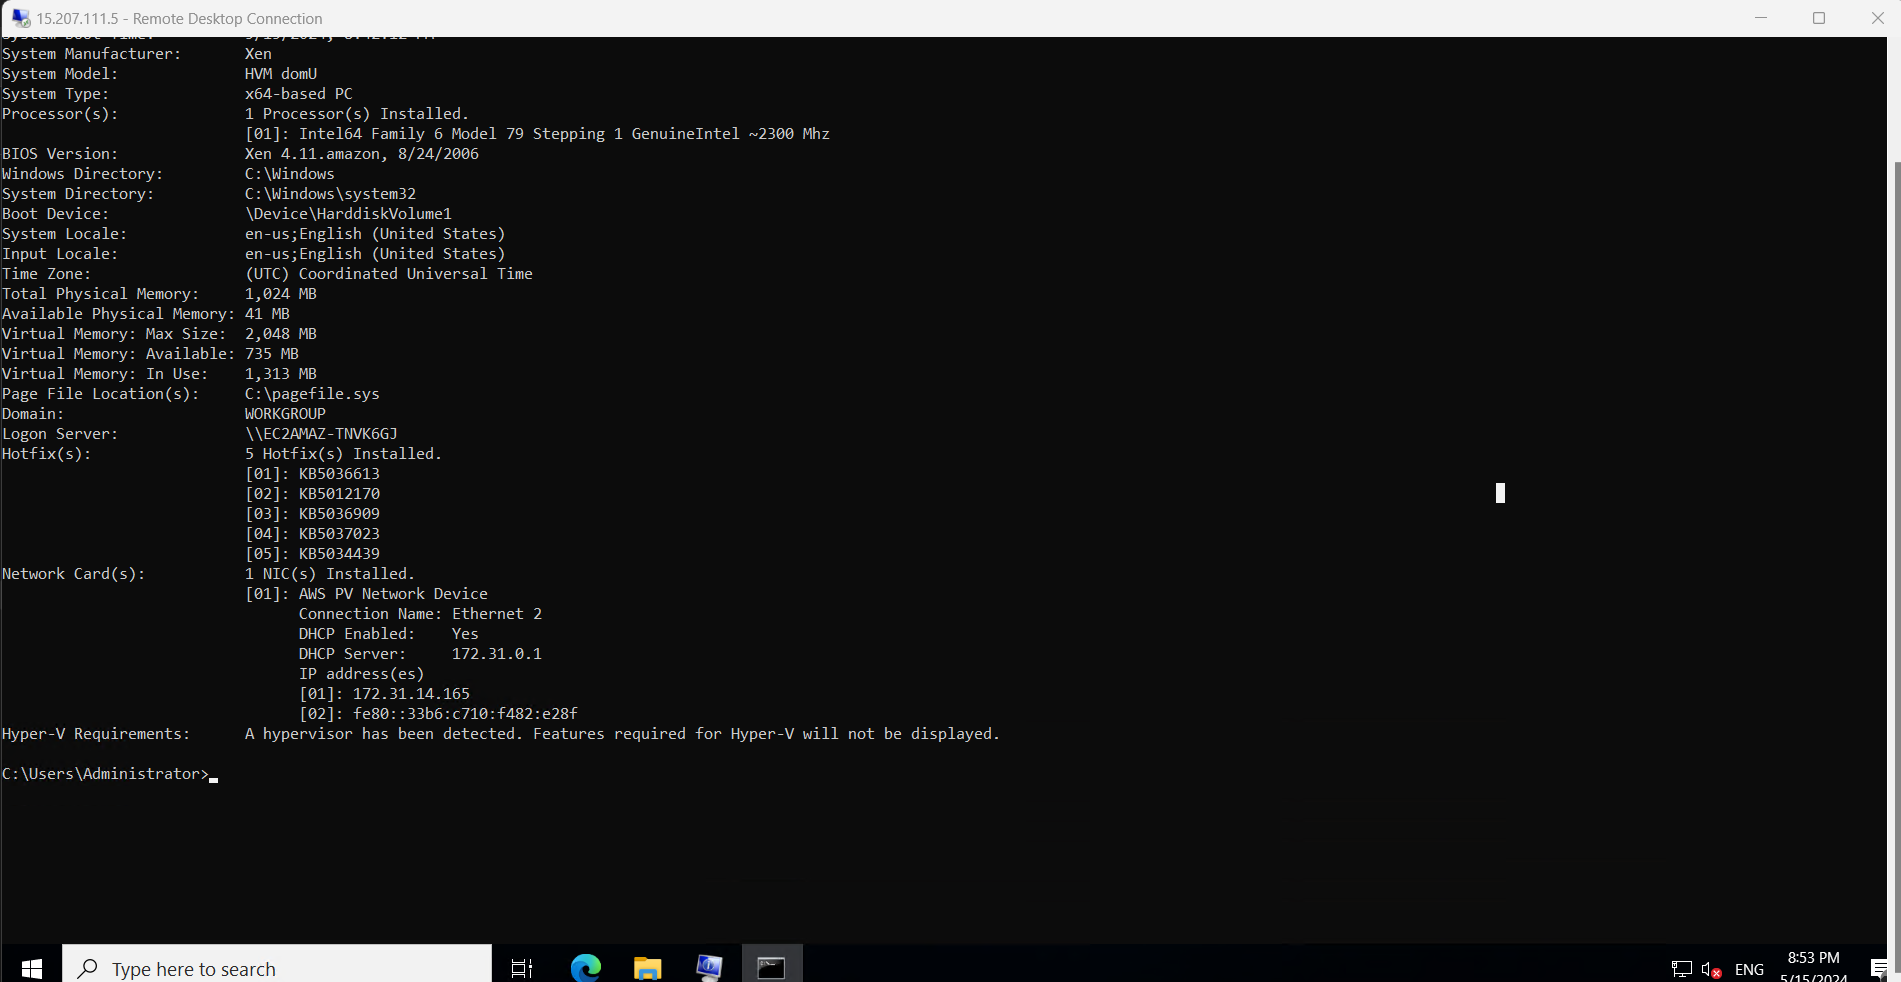 15.207.111.5 - Remote Desktop Connection
System Boot Time: 5/15/2024, 8:42:12 PM
System Manufacturer: Xen
System Model: HVM domU
System Type: x64-based PC
Processor(s): 1 Processor(s) Installed.
[01]: Intel64 Family 6 Model 79 Stepping 1 GenuineIntel ~2300 Mhz
BIOS Version: Xen 4.11.amazon, 8/24/2006
Windows Directory: C:\Windows
System Directory: C:\Windows\system32
Boot Device: \Device\HarddiskVolume1
System Locale: en-us;English (United States)
Input Locale: en-us;English (United States)
Time Zone: (UTC) Coordinated Universal Time
Total Physical Memory: 1,024 MB
Available Physical Memory: 41 MB
Virtual Memory: Max Size: 2,048 MB
Virtual Memory: Available: 735 MB
Virtual Memory: In Use: 1,313 MB
Page File Location(s): C:\pagefile.sys
Domain: WORKGROUP
Logon Server: \\EC2AMAZ-TNVK6GJ
Hotfix(s): 5 Hotfix(s) Installed.
[01]: KB5036613
[02]: KB5012170
[03]: KB5036909
[04]: KB5037023
[05]: KB5034439
Network Card(s): 1 NIC(s) Installed.
[01]: AWS PV Network Device
Connection Name: Ethernet 2
DHCP Enabled: Yes
DHCP Server: 172.31.0.1
IP address(es)
[01]: 172.31.14.165
[02]: fe80::33b6:c710:f482:e28f
Hyper-V Requirements: A hypervisor has been detected. Features required for Hyper-V will not be displayed.
C:\Users\Administrator>
Type here to search
ENG
8:53 PM
5/15/2024